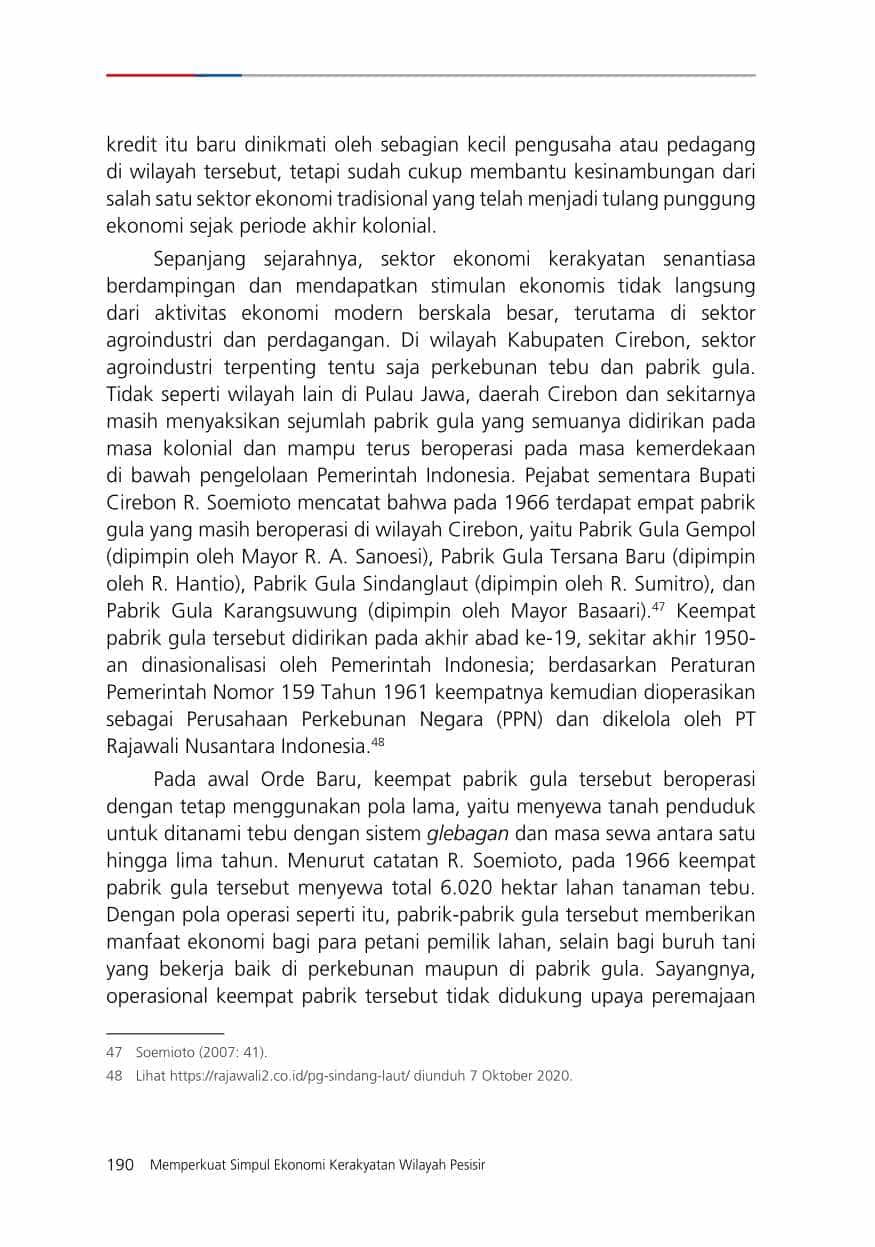 kredit itu baru dinikmati oleh sebagian kecil pengusaha atau pedagang
di wilayah tersebut, tetapi sudah cukup membantu kesinambungan dari
salah satu sektor ekonomi tradisional yang telah menjadi tulang punggung
ekonomi sejak periode akhir kolonial.
Sepanjang sejarahnya, sektor ekonomi kerakyatan senantiasa
berdampingan dan mendapatkan stimulan ekonomis tidak langsung
dari aktivitas ekonomi modern berskala besar, terutama di sektor
agroindustri dan perdagangan. Di wilayah Kabupaten Cirebon, sektor
agroindustri terpenting tentu saja perkebunan tebu dan pabrik gula.
Tidak seperti wilayah lain di Pulau Jawa, daerah Cirebon dan sekitarnya
masih menyaksikan sejumlah pabrik gula yang semuanya didirikan pada
masa kolonial dan mampu terus beroperasi pada masa kemerdekaan
di bawah pengelolaan Pemerintah Indonesia. Pejabat sementara Bupati
Cirebon R. Soemioto mencatat bahwa pada 1966 terdapat empat pabrik
gula yang masih beroperasi di wilayah Cirebon, yaitu Pabrik Gula Gempol
(dipimpin oleh Mayor R. A. Sanoesi), Pabrik Gula Tersana Baru (dipimpin
oleh R. Hantio), Pabrik Gula Sindanglaut (dipimpin oleh R. Sumitro), dan
Pabrik Gula Karangsuwung (dipimpin oleh Mayor Basaari).47 Keempat
pabrik gula tersebut didirikan pada akhir abad ke-19, sekitar akhir 1950-
an dinasionalisasi oleh Pemerintah Indonesia; berdasarkan Peraturan
Pemerintah Nomor 159 Tahun 1961 keempatnya kemudian dioperasikan
sebagai Perusahaan Perkebunan Negara (PPN) dan dikelola oleh PT
Rajawali Nusantara Indonesia.48
Pada awal Orde Baru, keempat pabrik gula tersebut beroperasi
dengan tetap menggunakan pola lama, yaitu menyewa tanah penduduk
untuk ditanami tebu dengan sistem glebagan dan masa sewa antara satu
hingga lima tahun. Menurut catatan R. Soemioto, pada 1966 keempat
pabrik gula tersebut menyewa total 6.020 hektar lahan tanaman tebu.
Dengan pola operasi seperti itu, pabrik-pabrik gula tersebut memberikan
manfaat ekonomi bagi para petani pemilik lahan, selain bagi buruh tani
yang bekerja baik di perkebunan maupun di pabrik gula. Sayangnya,
operasional keempat pabrik tersebut tidak didukung upaya peremajaan
47 Soemioto (2007: 41).
48 Lihat https://rajawali2.co.id/pg-sindang-laut/ diunduh 7 Oktober 2020.
190 Memperkuat Simpul Ekonomi Kerakyatan Wilayah Pesisir